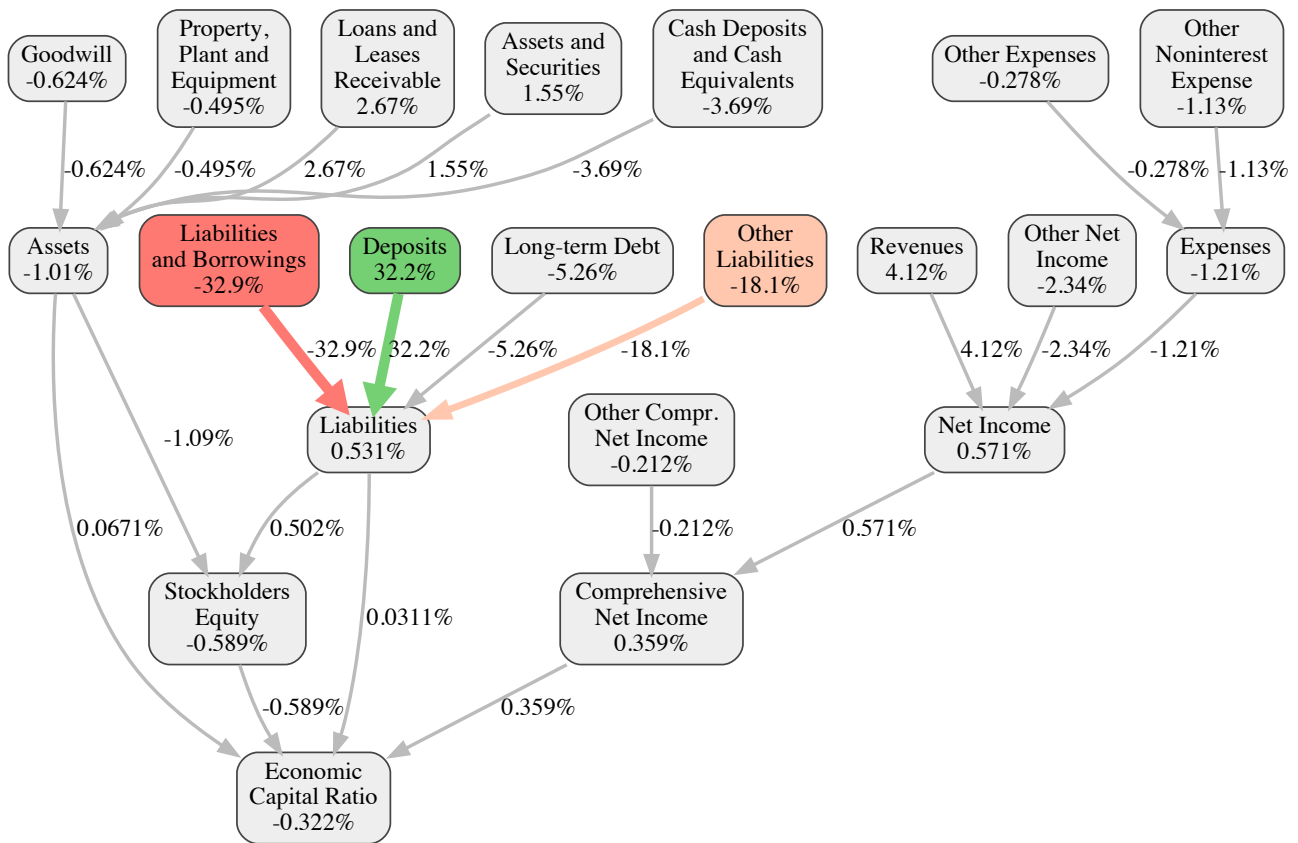 Goodwill
-0.624%
Property,
Plant and
Equipment
-0.495%
Loans and
Leases
Receivable
2.67%
Assets and
Securities
1.55%
Cash Deposits
and Cash
Equivalents
-3.69%
Other Expenses
-0.278%
Other
Noninterest
Expense
-1.13%
-0.624%
-0.495%
2.67%
1.55%
-3.69%
-0.278%
-1.13%
Assets
-1.01%
Liabilities
and Borrowings
-32.9%
Deposits
32.2%
Long-term Debt
-5.26%
Other
Liabilities
-18.1%
Revenues
4.12%
Other Net
Income
-2.34%
Expenses
-1.21%
-32.9%
32.2%
-5.26%
-18.1%
4.12%
-2.34%
-1.21%
Liabilities
0.531%
Other Compr.
Net Income
-0.212%
Net Income
0.571%
-1.09%
0.0671%
0.502%
-0.212%
0.571%
Stockholders
Equity
-0.589%
0.0311%
Comprehensive
Net Income
0.359%
-0.589%
0.359%
Economic
Capital Ratio
-0.322%